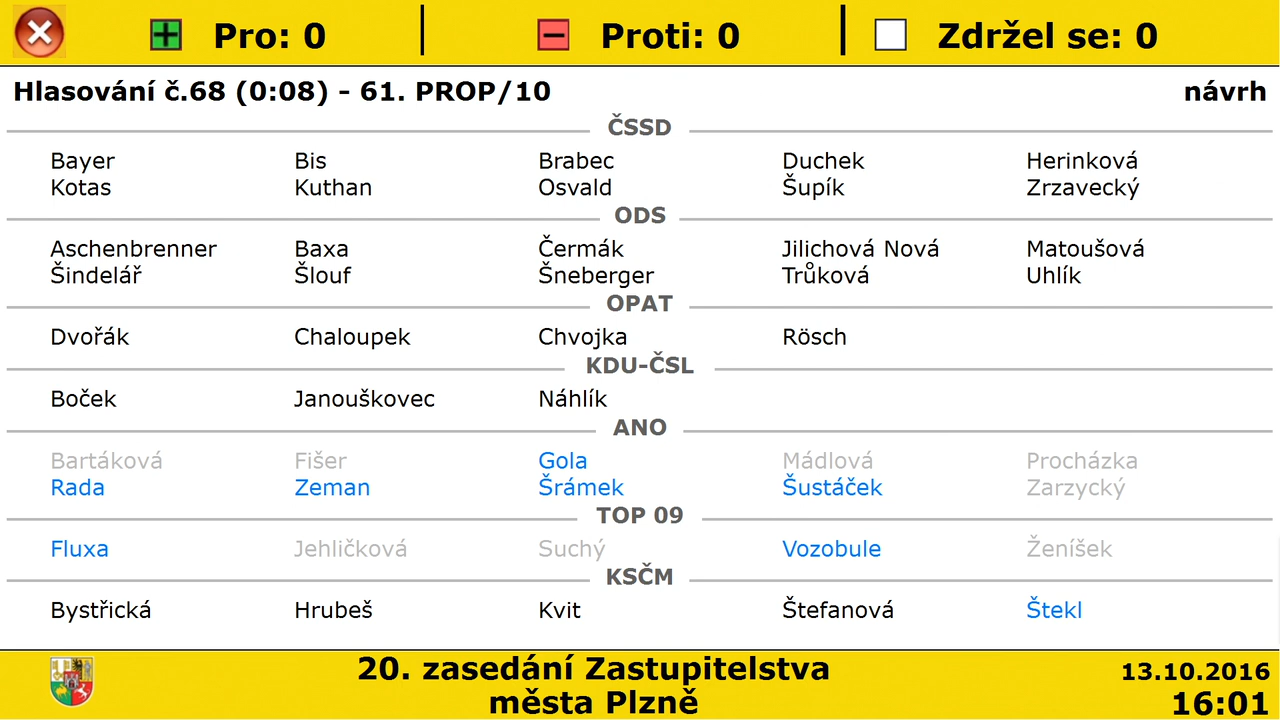 Pro: 0 Proti: 0 Zdržel se: 0
Hlasování č.68 (0:08) - 61. PROP/10 návrh
ČSSD
Bayer Bis Brabec Duchek Herinková
Kotas Kuthan Osvald Šupík Zrzavecký
ODS
Aschenbrenner Baxa Čermák Jilichová Nová Matoušová
Šindelář Šlouf Šneberger Trůková Uhlík
OPAT
Dvořák Chaloupek Chvojka Rösch
KDU-ČSL
Boček Janouškovec Náhlík
ANO
Bartáková Fišer Gola Mádlová Procházka
Rada Zeman Šrámek Šustáček Zarzycký
TOP 09
Fluxa Jehličková Suchý Vozobule Ženíšek
KSČM
Bystřická Hrubeš Kvit Štefanová Štekl
20. zasedání Zastupitelstva
města Plzně
13.10.2016
16:01